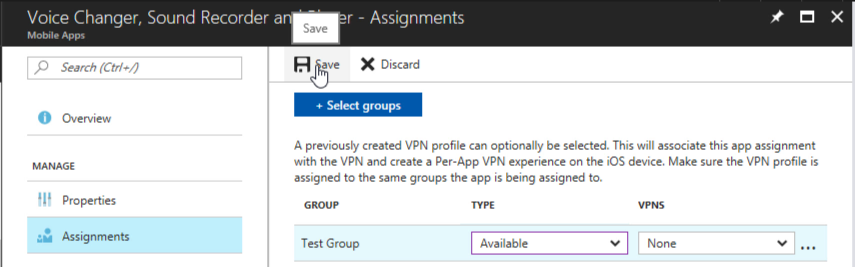 Voice Changer, Sound Recorder and Player - Assignments
Mobile Apps
Save
Search (Ctrl+/)
Save
Discard
+ Select groups
Overview
A previously created VPN profile can optionally be selected. This will associate this app assignment
with the VPN and create a Per-App VPN experience on the iOS device. Make sure the VPN profile is
assigned to the same groups the app is being assigned to.
MANAGE
Properties
Assignments
GROUP TYPE VPNS
Test Group Available None ...